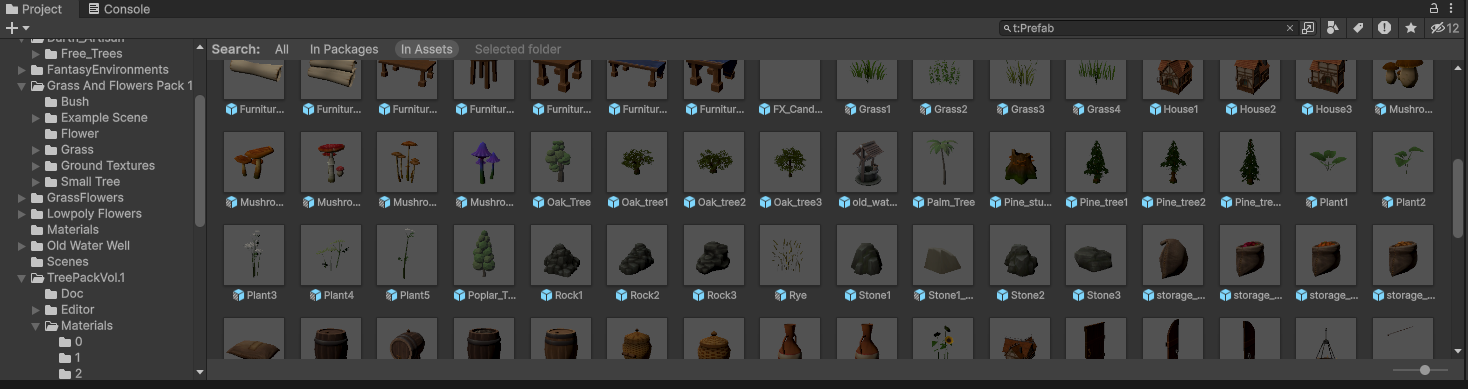 Project Console
t:Prefab 12
Search: All In Packages In Assets Selected folder
Free_Trees
FantasyEnvironments
Grass And Flowers Pack 1
Bush
Example Scene
Flower
Grass
Ground Textures
Small Tree
GrassFlowers
Lowpoly Flowers
Materials
Old Water Well
Scenes
TreePackVol.1
Doc
Editor
Materials
0
1
2
Furnitur... Furnitur... Furnitur... Furnitur... Furnitur... Furnitur... Furnitur... FX_Cand... Grass1 Grass2 Grass3 Grass4 House1 House2 House3 Mushro...
Mushro... Mushro... Mushro... Mushro... Oak_Tree Oak_tree1 Oak_tree2 Oak_tree3 old_wat... Palm_Tree Pine_stu... Pine_tree1 Pine_tree2 Pine_tre... Plant1 Plant2
Plant3 Plant4 Plant5 Poplar_T... Rock1 Rock2 Rock3 Rye Stone1 Stone1_... Stone2 Stone3 storage_... storage_... storage_... storage_...